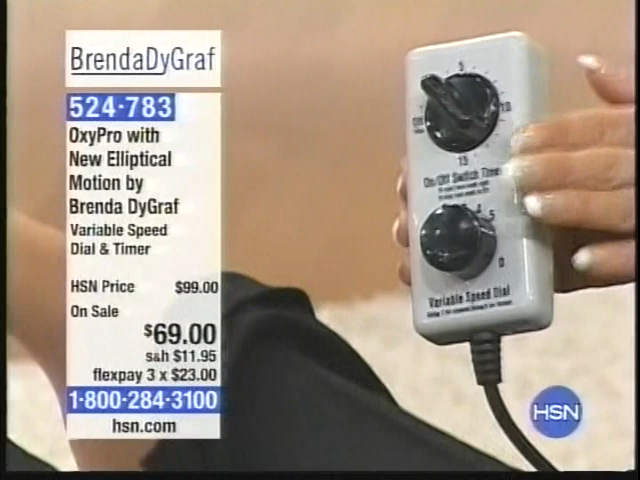 BrendaDyGraf
524-783
OxyPro with
New Elliptical
Motion by
Brenda DyGraf
Variable Speed
Dial & Timer
HSN Price $99.00
On Sale
$69.00
s&h $11.95
flexpay 3 x $23.00
1-800-284-3100
hsn.com
5
Off
10
15
On/Off Switch Timer
4 5
0
Variable Speed Dial
HSN